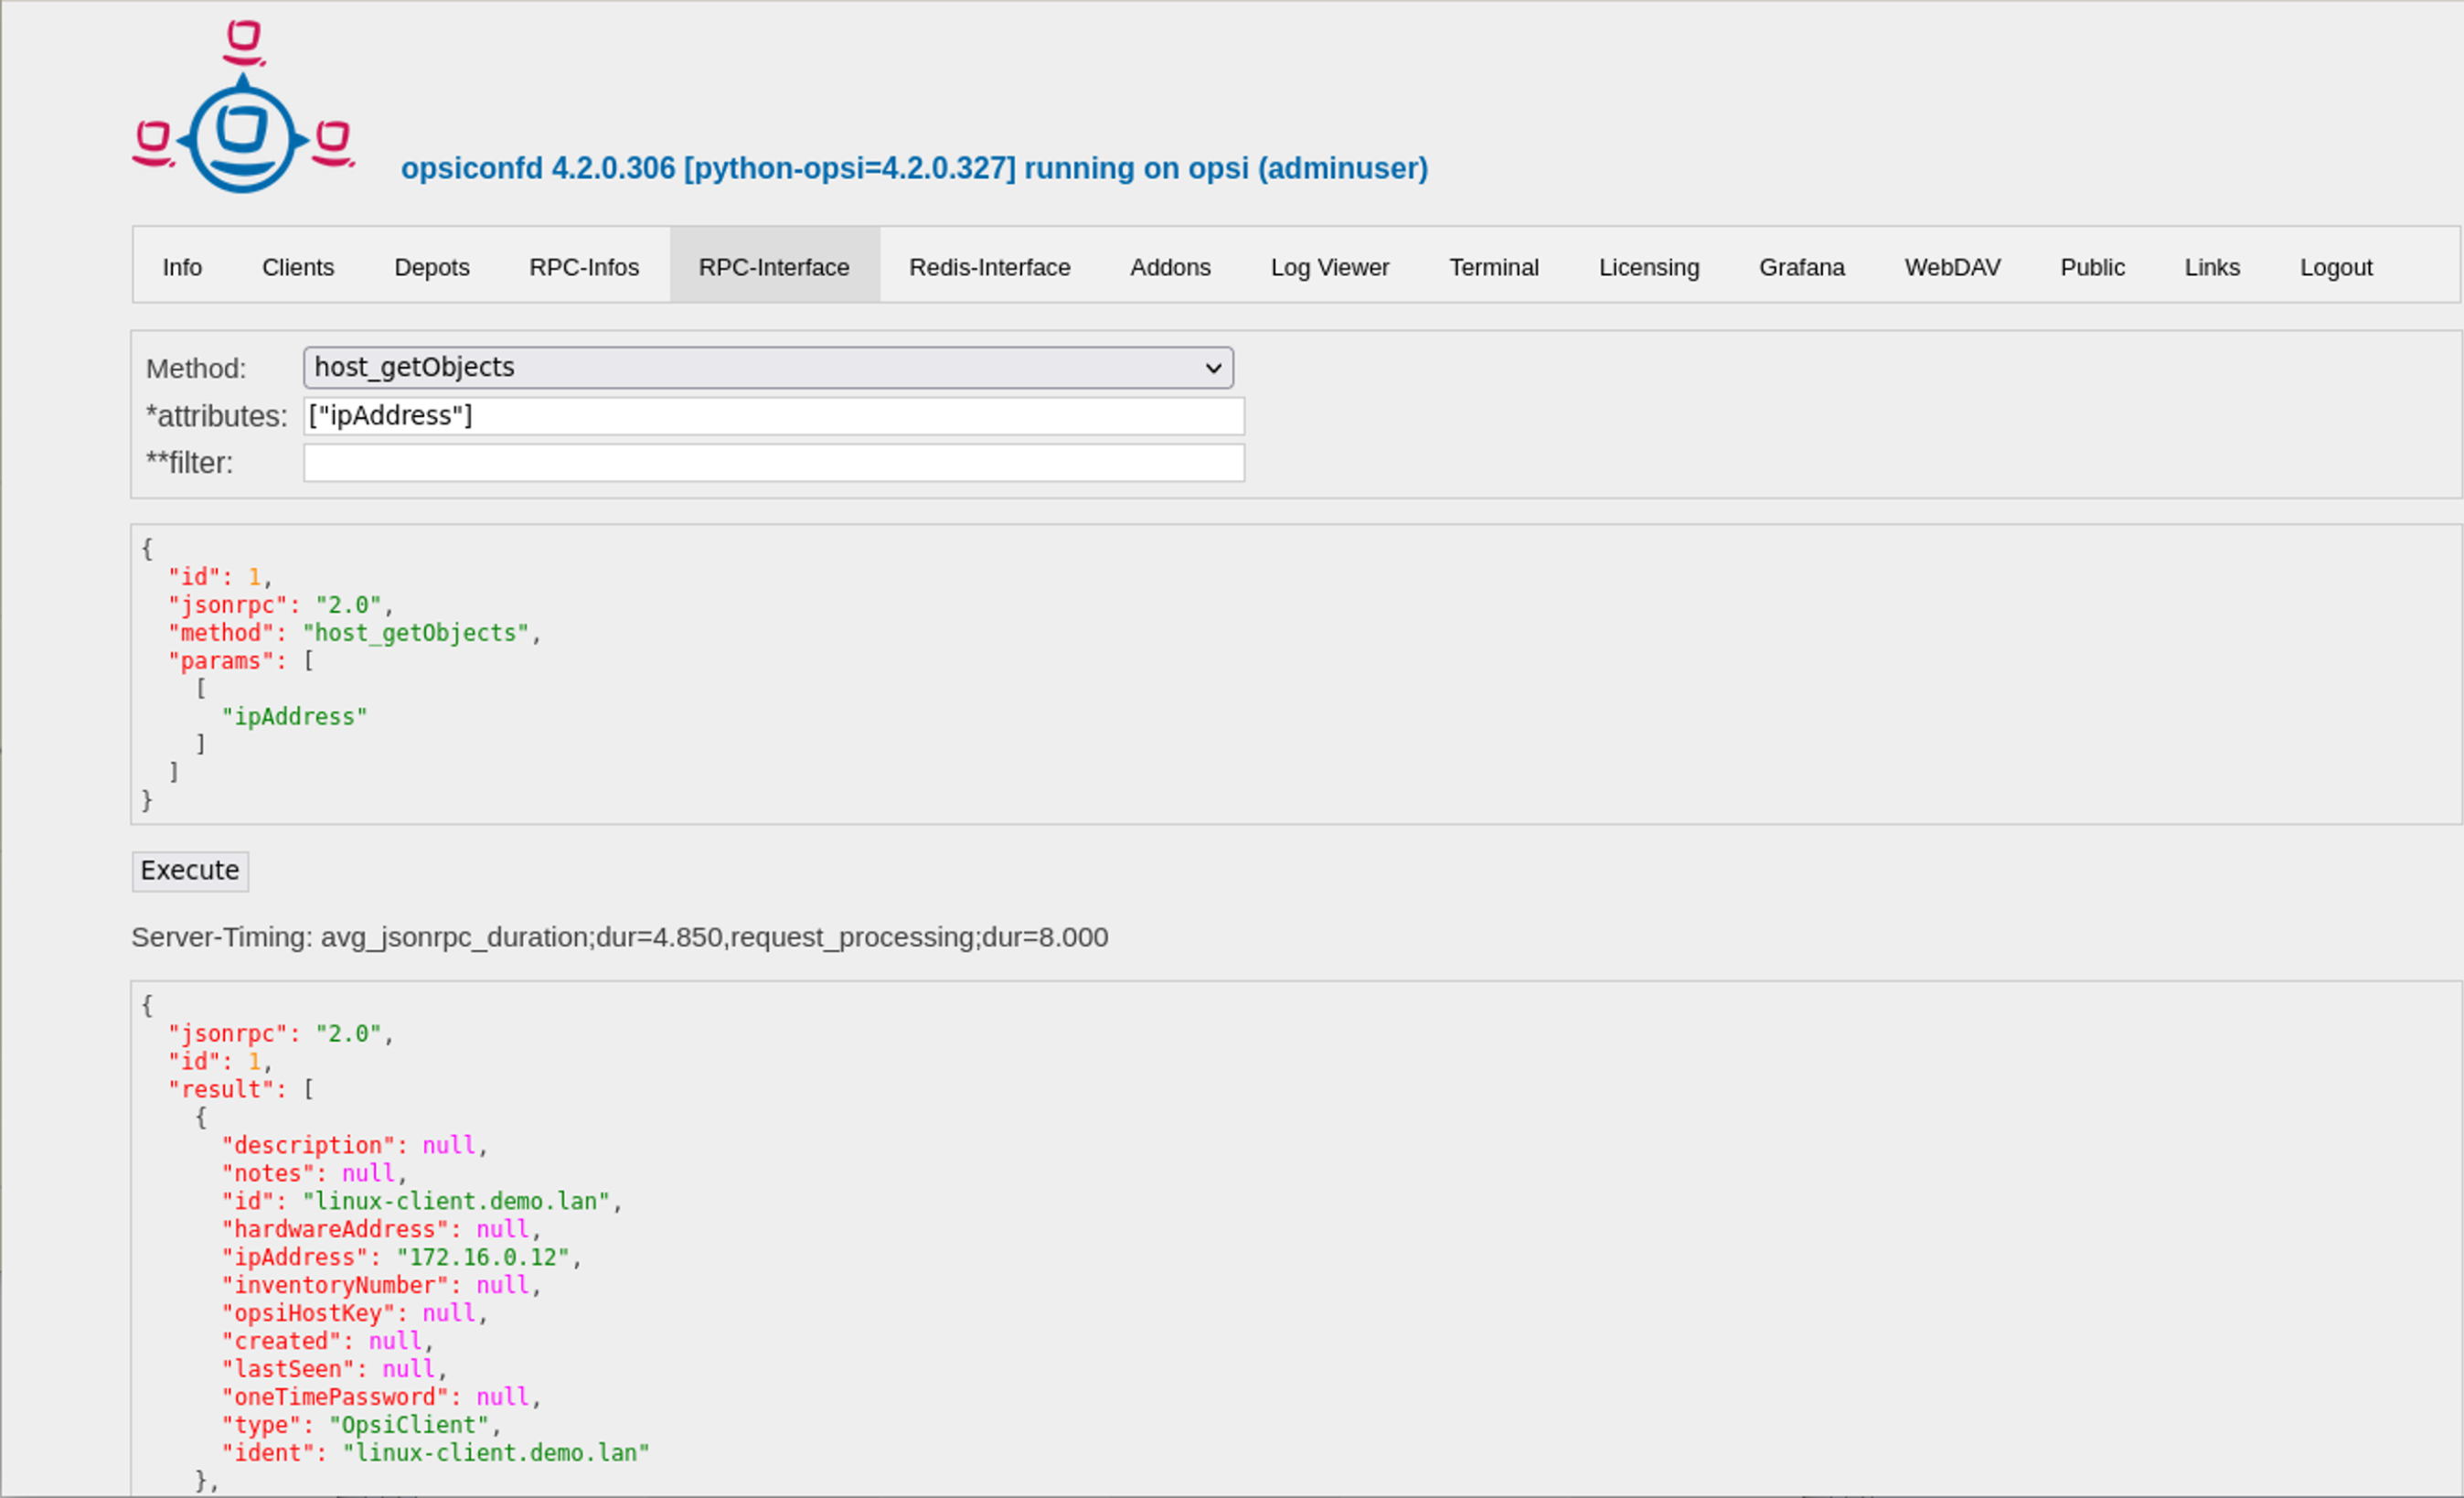 opsiconfd 4.2.0.306 [python-opsi=4.2.0.327] running on opsi (adminuser)
Info Clients Depots RPC-Infos RPC-Interface Redis-Interface Addons Log Viewer Terminal Licensing Grafana WebDAV Public Links Logout
Method: host_getObjects
*attributes: ["ipAddress"]
**filter:
{
  "id": 1,
  "jsonrpc": "2.0",
  "method": "host_getObjects",
  "params": [
    [
      "ipAddress"
    ]
  ]
}
Execute
Server-Timing: avg_jsonrpc_duration;dur=4.850,request_processing;dur=8.000
{
  "jsonrpc": "2.0",
  "id": 1,
  "result": [
    {
      "description": null,
      "notes": null,
      "id": "linux-client.demo.lan",
      "hardwareAddress": null,
      "ipAddress": "172.16.0.12",
      "inventoryNumber": null,
      "opsiHostKey": null,
      "created": null,
      "lastSeen": null,
      "oneTimePassword": null,
      "type": "OpsiClient",
      "ident": "linux-client.demo.lan"
    },